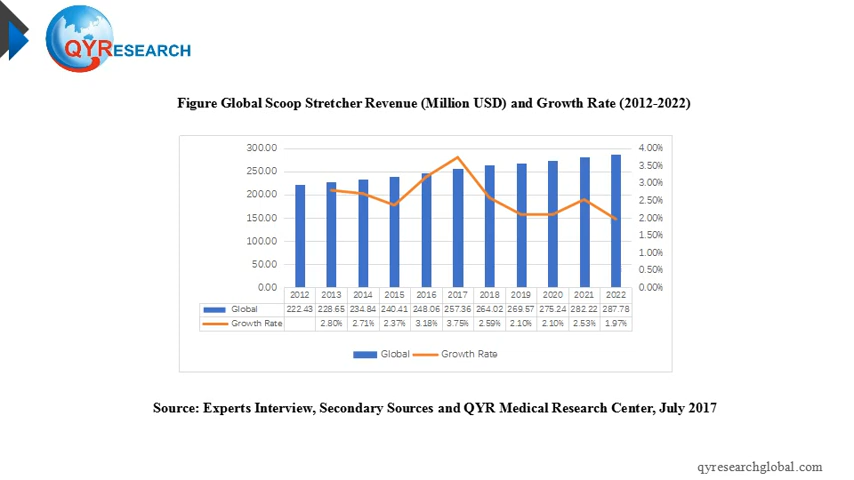 QYRESEARCH
Figure Global Scoop Stretcher Revenue (Million USD) and Growth Rate (2012-2022)
300.00 4.00%
3.50%
250.00 3.00%
200.00 2.50%
150.00 2.00%
1.50%
100.00 1.00%
50.00 0.50%
0.00 0.00%
2012 2013 2014 2015 2016 2017 2018 2019 2020 2021 2022
Global 222.43 228.65 234.84 240.41 248.06 257.36 264.02 269.57 275.24 282.22 287.78
Growth Rate 2.80% 2.71% 2.37% 3.18% 3.75% 2.59% 2.10% 2.10% 2.53% 1.97%
Global Growth Rate
Source: Experts Interview, Secondary Sources and QYR Medical Research Center, July 2017
qyresearchglobal.com